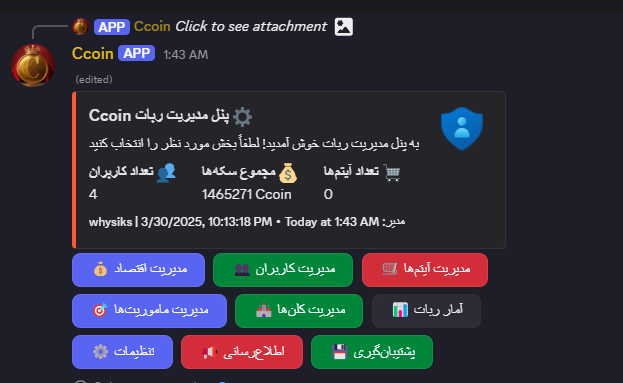 APP Ccoin Click to see attachment
Ccoin APP 1:43 AM
(edited)
پنل مدیریت ربات Ccoin
به پنل مدیریت ربات خوش آمدید! لطفاً بخش مورد نظر را انتخاب کنید
تعداد کاربران مجموع سکه‌ها تعداد آیتم‌ها
4 1465271 Ccoin 0
whysiks | 3/30/2025, 10:13:18 PM • Today at 1:43 AM :مدیر
مدیریت اقتصاد مدیریت کاربران مدیریت آیتم‌ها
مدیریت ماموریت‌ها مدیریت کلن‌ها آمار ربات
تنظیمات اطلاع‌رسانی پشتیبان‌گیری